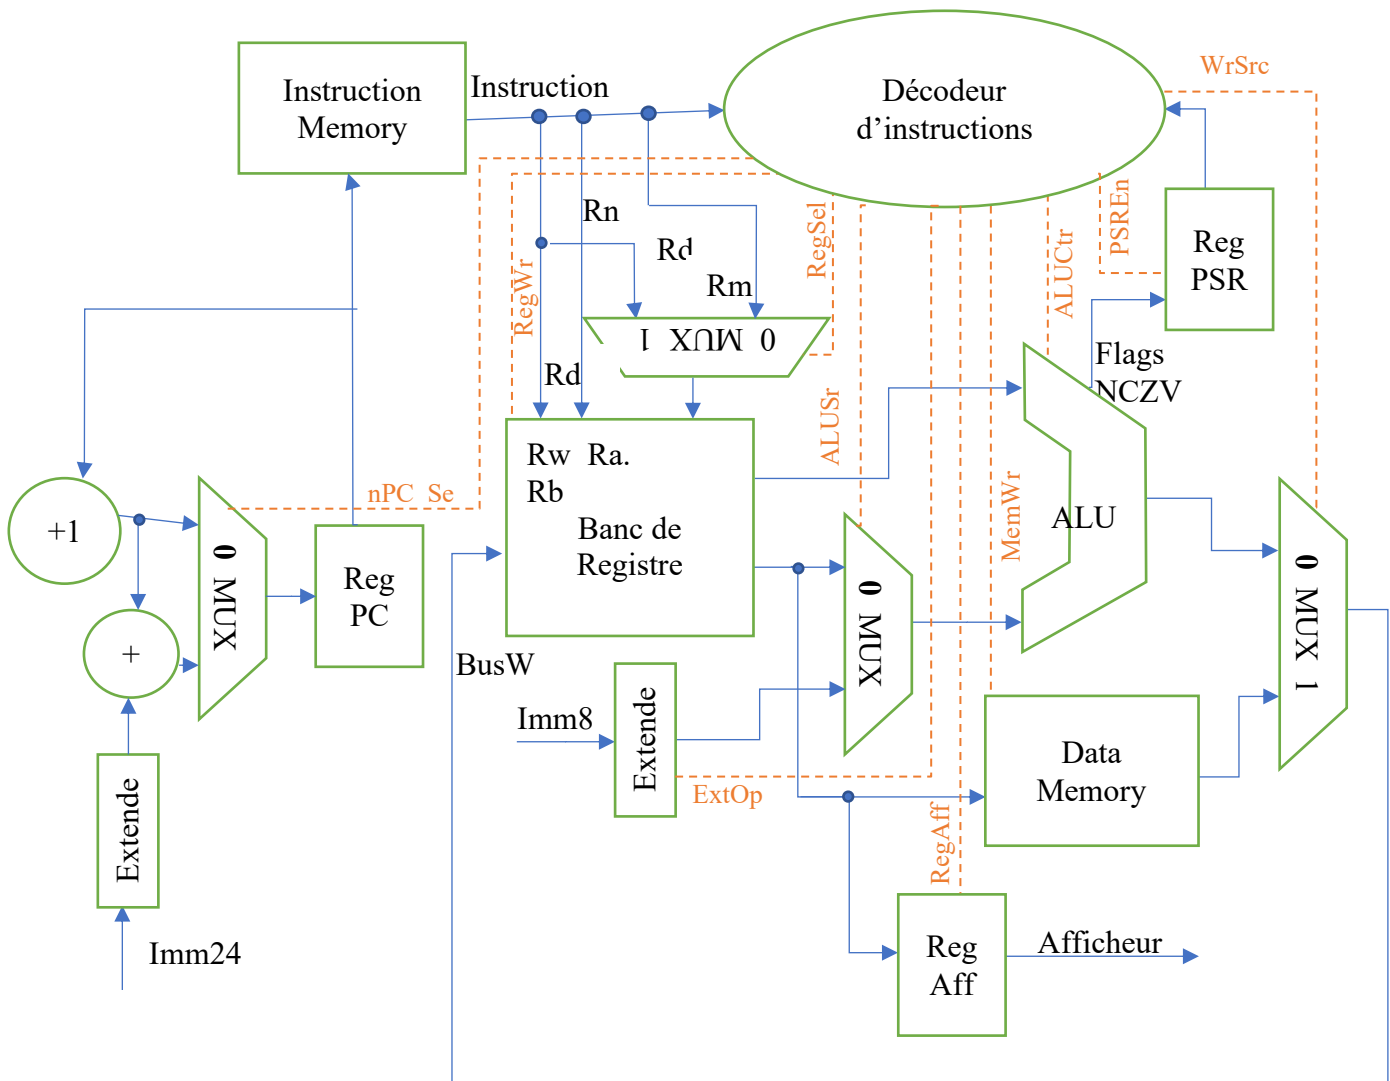 Instruction
Memory
Instruction
Décodeur
d’instructions
WrSrc
Reg
PSR
PSREn
ALUCtr
RegSel
Rn
Rd
Rm
RegWr
0 MUX 1
Rd
Flags
NCZV
ALUSr
nPC_Se
Rw Ra.
Rb
Banc de
Registre
+1
0 MUX
Reg
PC
+
BusW
0 MUX
MemWr
ALU
0 MUX 1
Imm8
Extende
ExtOp
Data
Memory
Extende
Imm24
RegAff
Reg
Aff
Afficheur